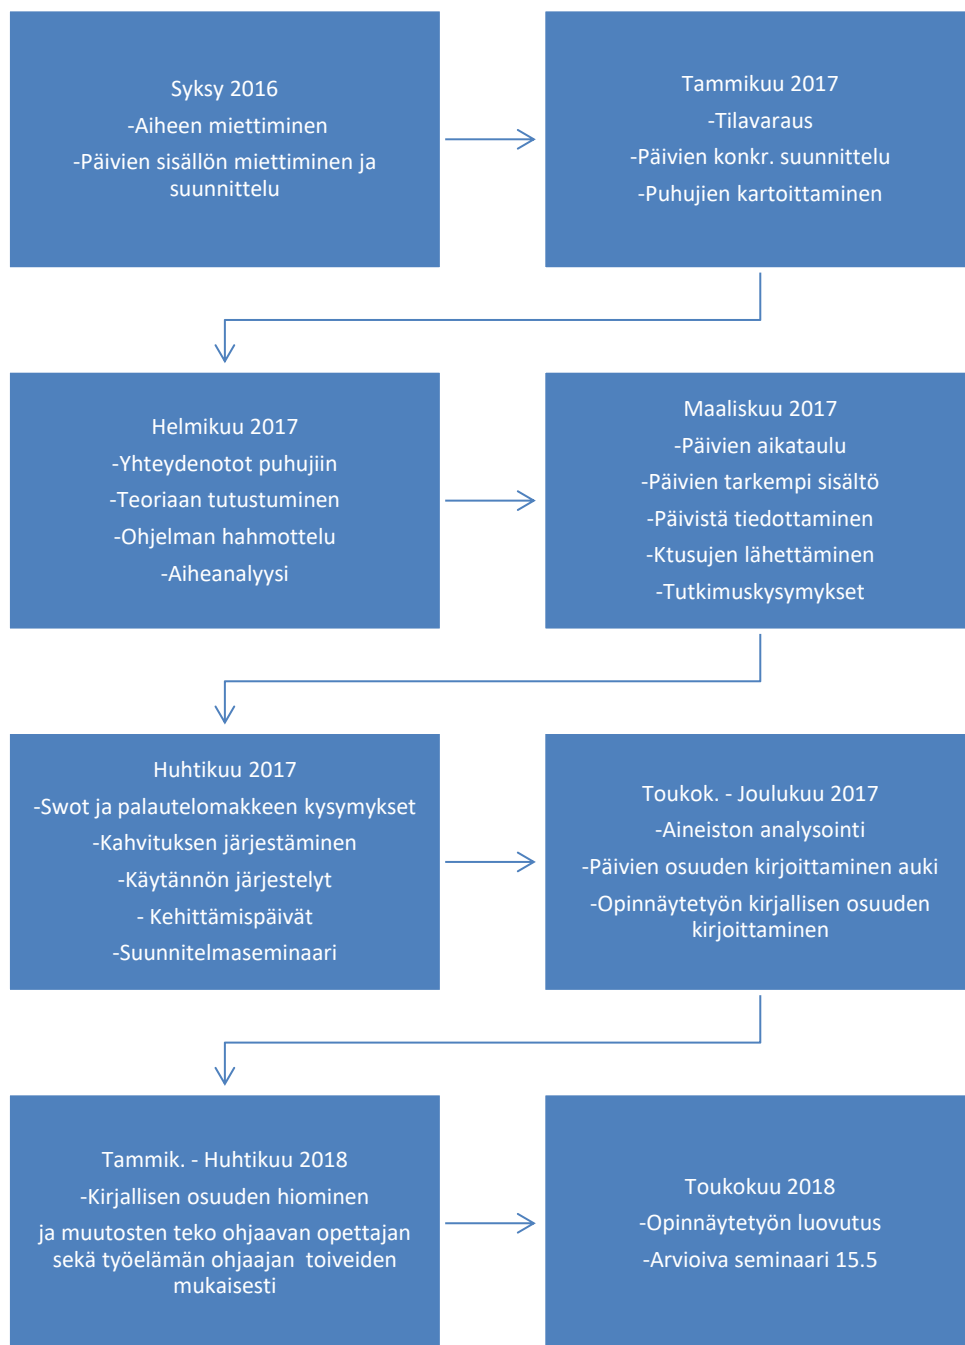 Syksy 2016
-Aiheen miettiminen
-Päivien sisällön miettiminen ja
suunnittelu
Tammikuu 2017
-Tilavaraus
-Päivien konkr. suunnittelu
-Puhujien kartoittaminen
Helmikuu 2017
-Yhteydenotot puhujiin
-Teoriaan tutustuminen
-Ohjelman hahmottelu
-Aiheanalyysi
Maaliskuu 2017
-Päivien aikataulu
-Päivien tarkempi sisältö
-Päivistä tiedottaminen
-Ktusujen lähettäminen
-Tutkimuskysymykset
Huhtikuu 2017
-Swot ja palautelomakkeen kysymykset
-Kahvituksen järjestäminen
-Käytännön järjestelyt
- Kehittämispäivät
-Suunnitelmaseminaari
Toukok. - Joulukuu 2017
-Aineiston analysointi
-Päivien osuuden kirjoittaminen auki
-Opinnäytetyön kirjallisen osuuden
kirjoittaminen
Tammik. - Huhtikuu 2018
-Kirjallisen osuuden hiominen
ja muutosten teko ohjaavan opettajan
sekä työelämän ohjaajan  toiveiden
mukaisesti
Toukokuu 2018
-Opinnäytetyön luovutus
-Arvioiva seminaari 15.5